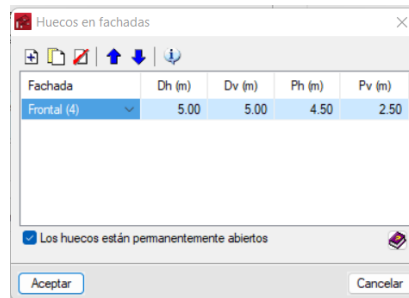 Huecos en fachadas
Fachada Dh (m) Dv (m) Ph (m) Pv (m)
Frontal (4) 5.00 5.00 4.50 2.50
Los huecos están permanentemente abiertos
Aceptar Cancelar